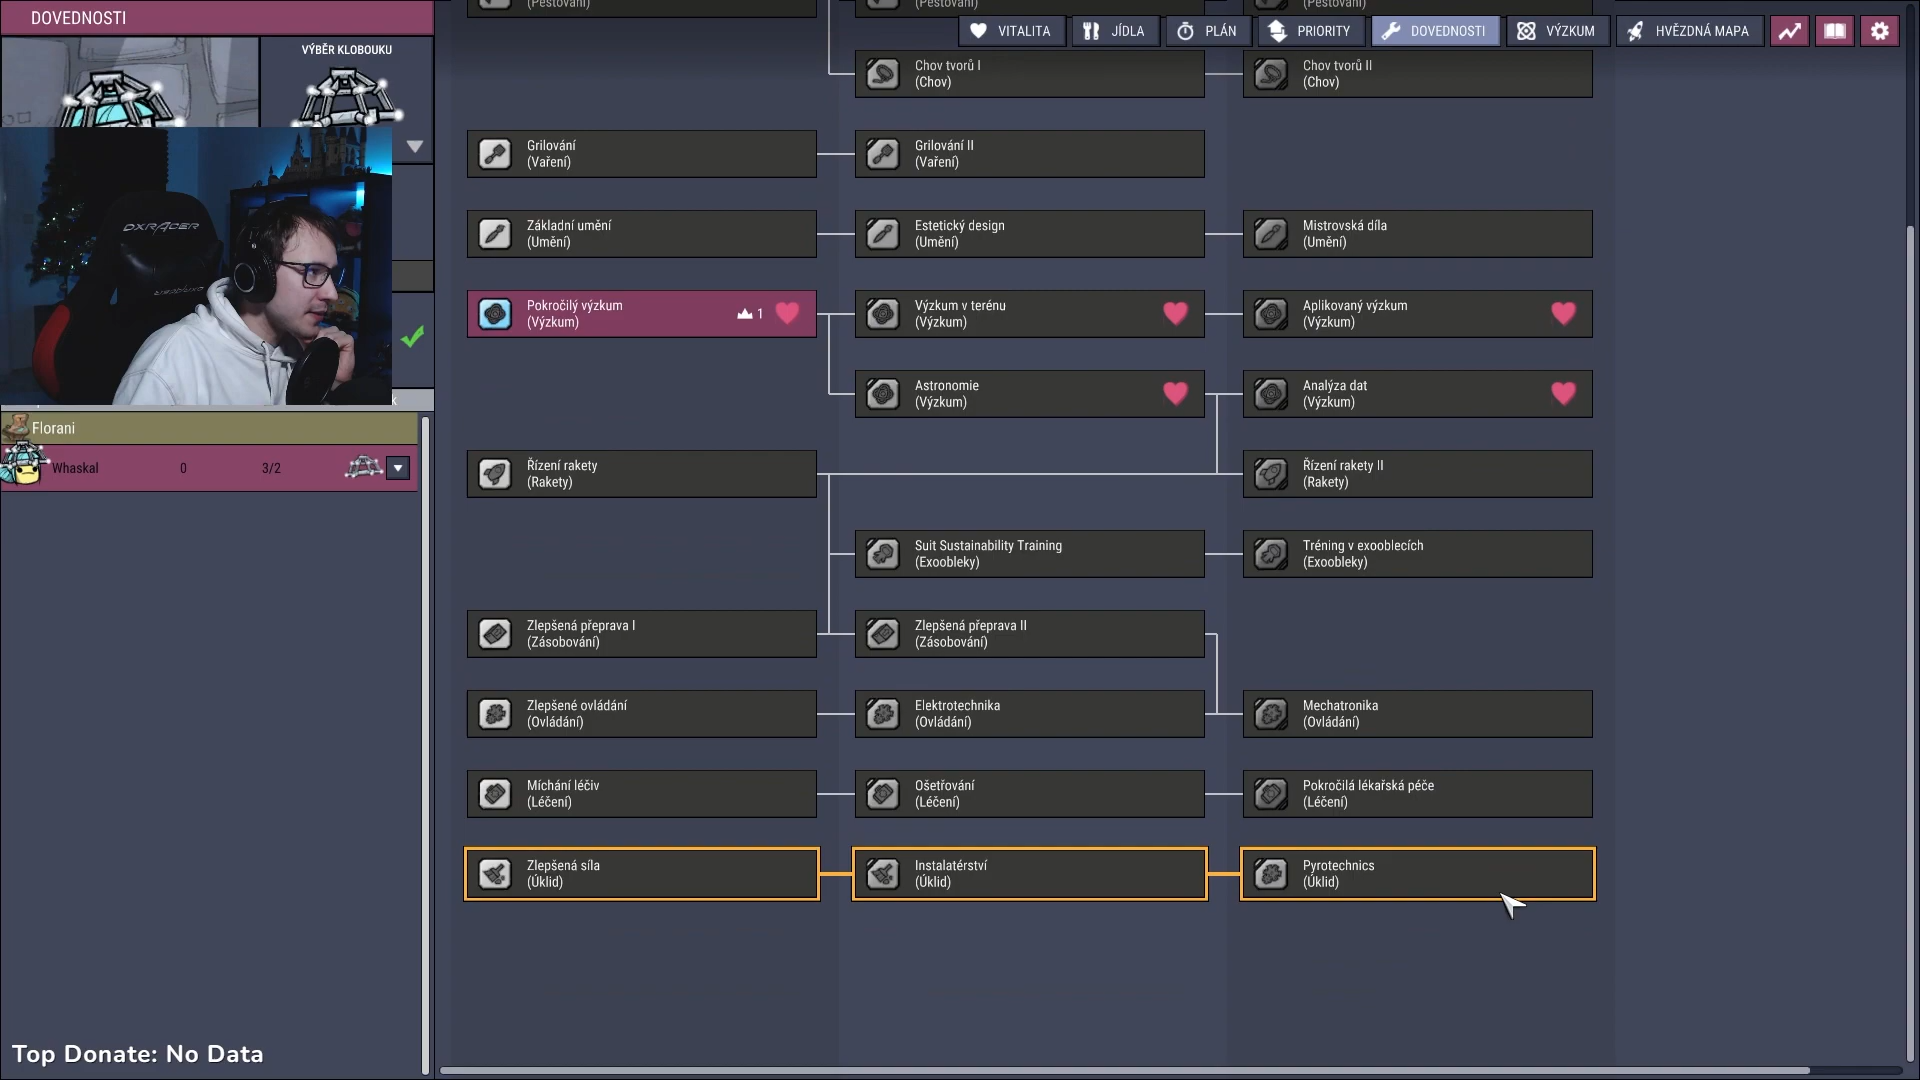 DOVEDNOSTI
VÝBĚR KLOBOUKU
VITALITA
JÍDLA
PLÁN
PRIORITY
DOVEDNOSTI
VÝZKUM
HVĚZDNÁ MAPA
(Pěstování)
(Pěstování)
(Pěstování)
Chov tvorů I
(Chov)
Chov tvorů II
(Chov)
Grilování
(Vaření)
Grilování II
(Vaření)
Základní umění
(Umění)
Estetický design
(Umění)
Mistrovská díla
(Umění)
Pokročilý výzkum
(Výzkum)
1
Výzkum v terénu
(Výzkum)
Aplikovaný výzkum
(Výzkum)
Astronomie
(Výzkum)
Analýza dat
(Výzkum)
Řízení rakety
(Rakety)
Řízení rakety II
(Rakety)
Suit Sustainability Training
(Exoobleky)
Tréning v exooblecích
(Exoobleky)
Zlepšená přeprava I
(Zásobování)
Zlepšená přeprava II
(Zásobování)
Zlepšené ovládání
(Ovládání)
Elektrotechnika
(Ovládání)
Mechatronika
(Ovládání)
Míchání léčiv
(Léčení)
Ošetřování
(Léčení)
Pokročilá lékařská péče
(Léčení)
Zlepšená síla
(Úklid)
Instalatérství
(Úklid)
Pyrotechnics
(Úklid)
DXRACER
Florani
Whaskal 0 3/2
Top Donate: No Data